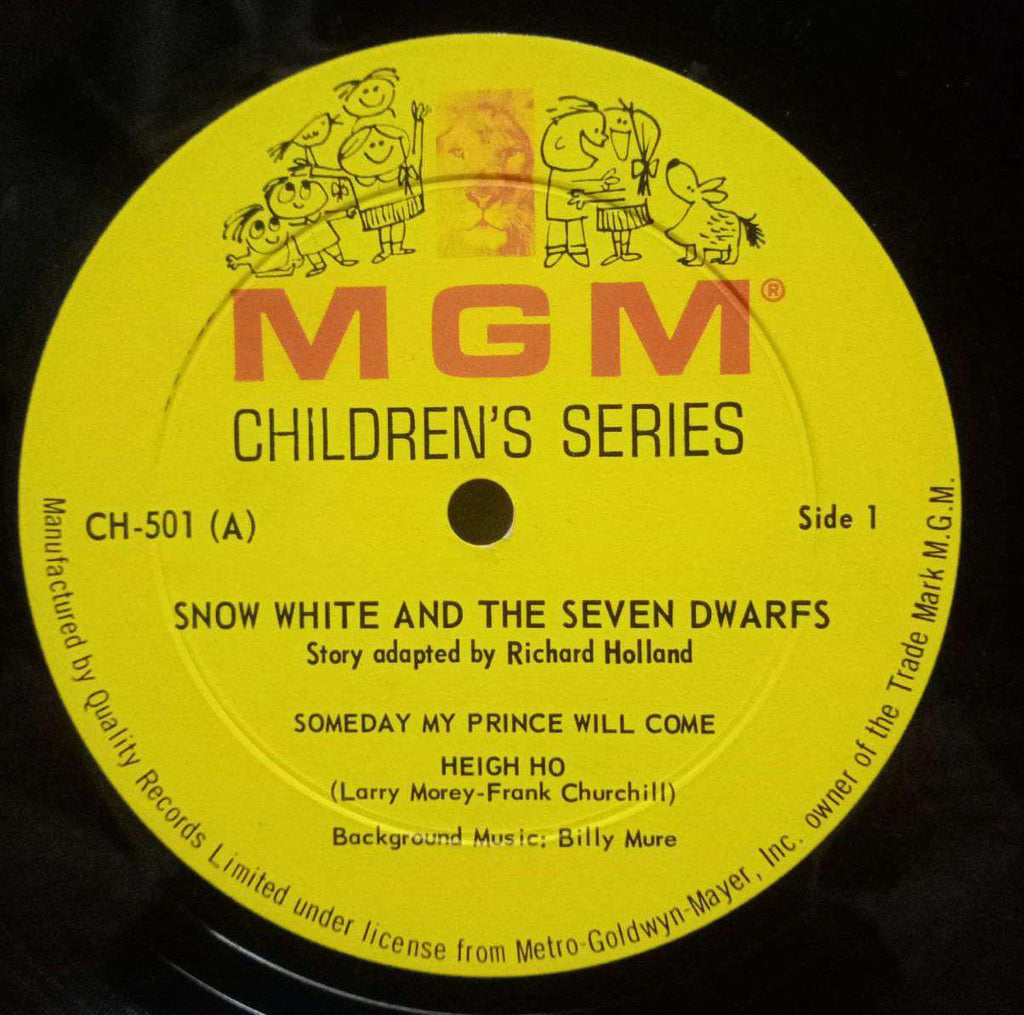 MGM®
CHILDREN'S SERIES
CH-501 (A)
Side 1
SNOW WHITE AND THE SEVEN DWARFS
Story adapted by Richard Holland
SOMEDAY MY PRINCE WILL COME
HEIGH HO
(Larry Morey-Frank Churchill)
Background Music: Billy Mure
Manufactured by Quality Records Limited under license from Metro-Goldwyn-Mayer, Inc. owner of the Trade Mark M.G.M.